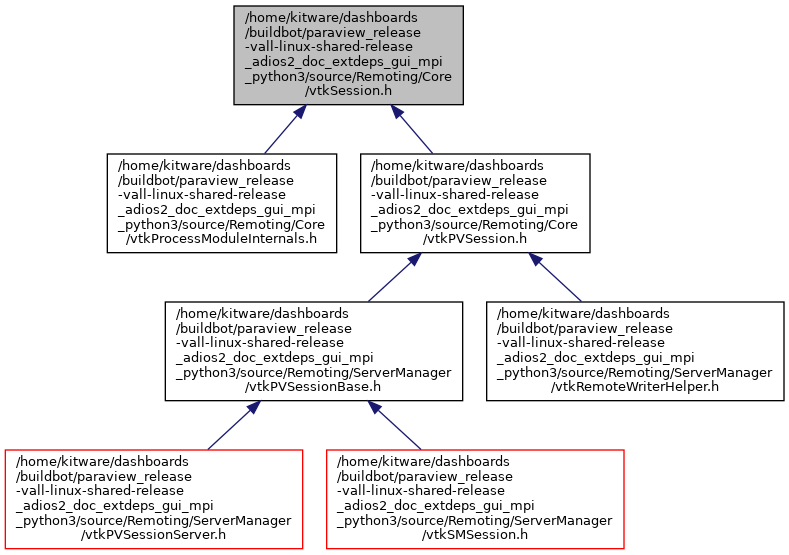 /home/kitware/dashboards
/buildbot/paraview_release
-vall-linux-shared-release
_adios2_doc_extdeps_gui_mpi
_python3/source/Remoting/Core
/vtkSession.h
/home/kitware/dashboards
/buildbot/paraview_release
-vall-linux-shared-release
_adios2_doc_extdeps_gui_mpi
_python3/source/Remoting/Core
/vtkProcessModuleInternals.h
/home/kitware/dashboards
/buildbot/paraview_release
-vall-linux-shared-release
_adios2_doc_extdeps_gui_mpi
_python3/source/Remoting/Core
/vtkPVSession.h
/home/kitware/dashboards
/buildbot/paraview_release
-vall-linux-shared-release
_adios2_doc_extdeps_gui_mpi
_python3/source/Remoting/ServerManager
/vtkPVSessionBase.h
/home/kitware/dashboards
/buildbot/paraview_release
-vall-linux-shared-release
_adios2_doc_extdeps_gui_mpi
_python3/source/Remoting/ServerManager
/vtkRemoteWriterHelper.h
/home/kitware/dashboards
/buildbot/paraview_release
-vall-linux-shared-release
_adios2_doc_extdeps_gui_mpi
_python3/source/Remoting/ServerManager
/vtkPVSessionServer.h
/home/kitware/dashboards
/buildbot/paraview_release
-vall-linux-shared-release
_adios2_doc_extdeps_gui_mpi
_python3/source/Remoting/ServerManager
/vtkSMSession.h